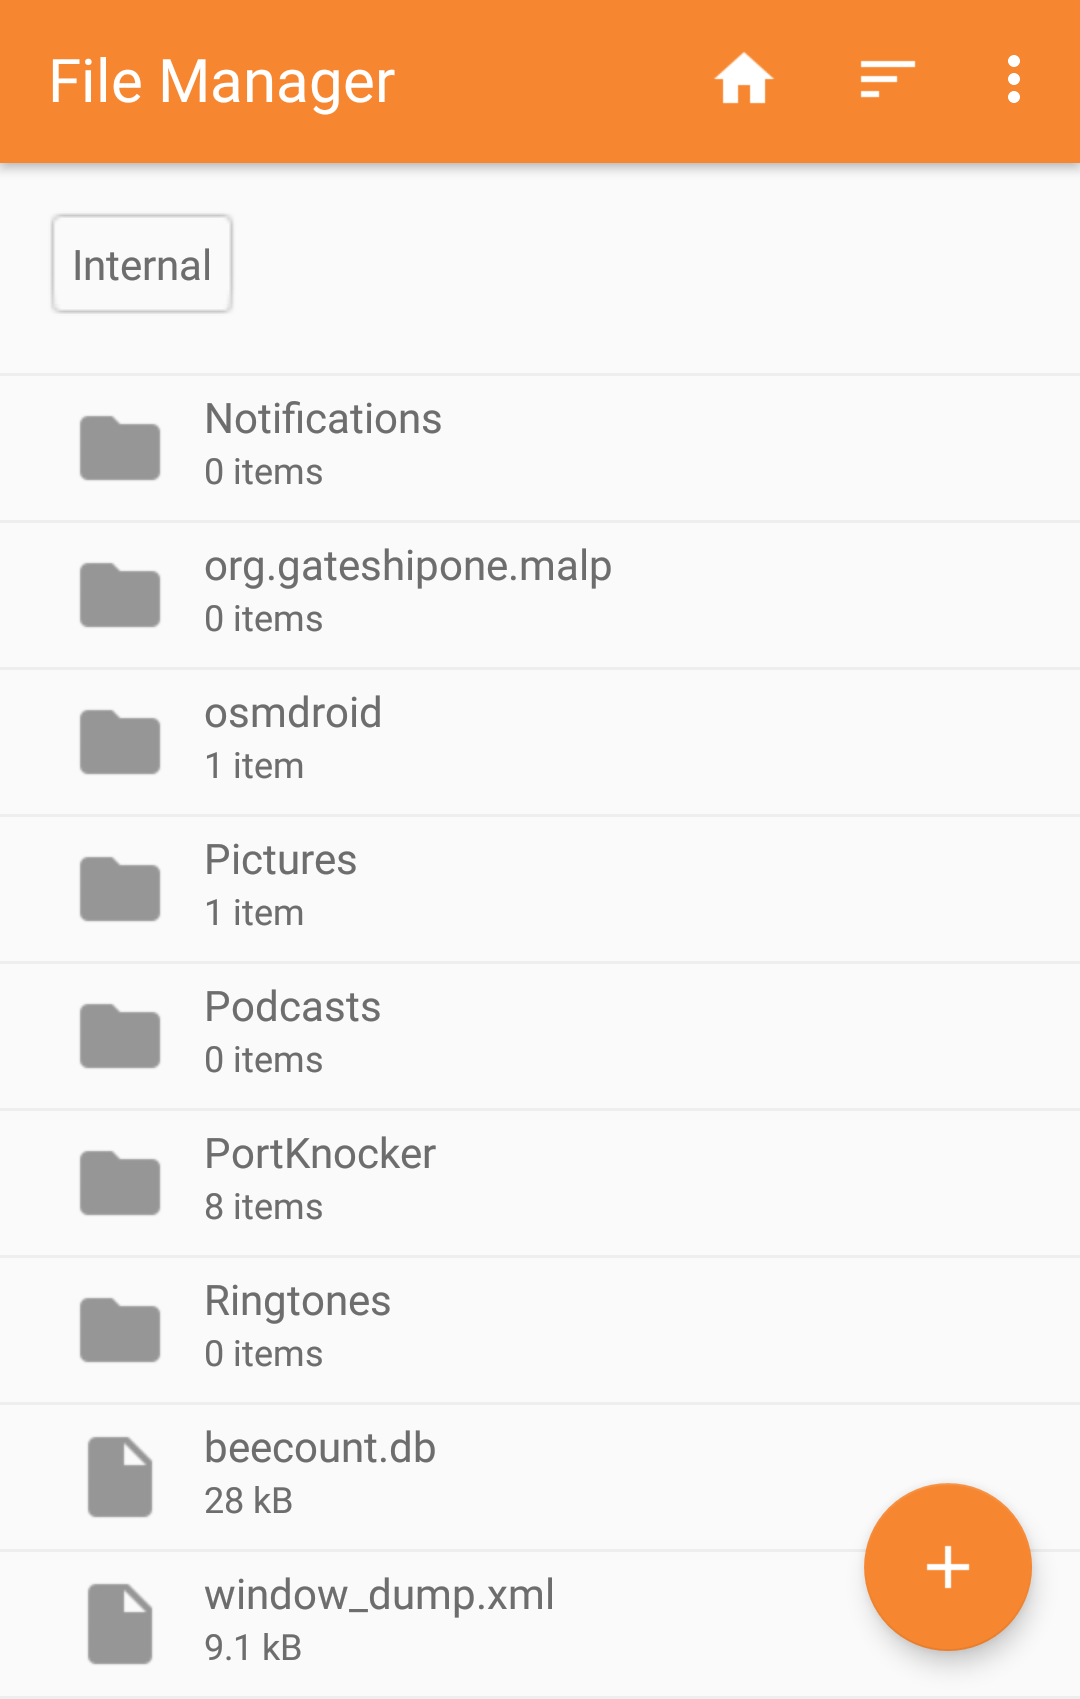 File Manager
Internal
Notifications
0 items
org.gateshipone.malp
0 items
osmdroid
1 item
Pictures
1 item
Podcasts
0 items
PortKnocker
8 items
Ringtones
0 items
beecount.db
28 kB
window_dump.xml
9.1 kB